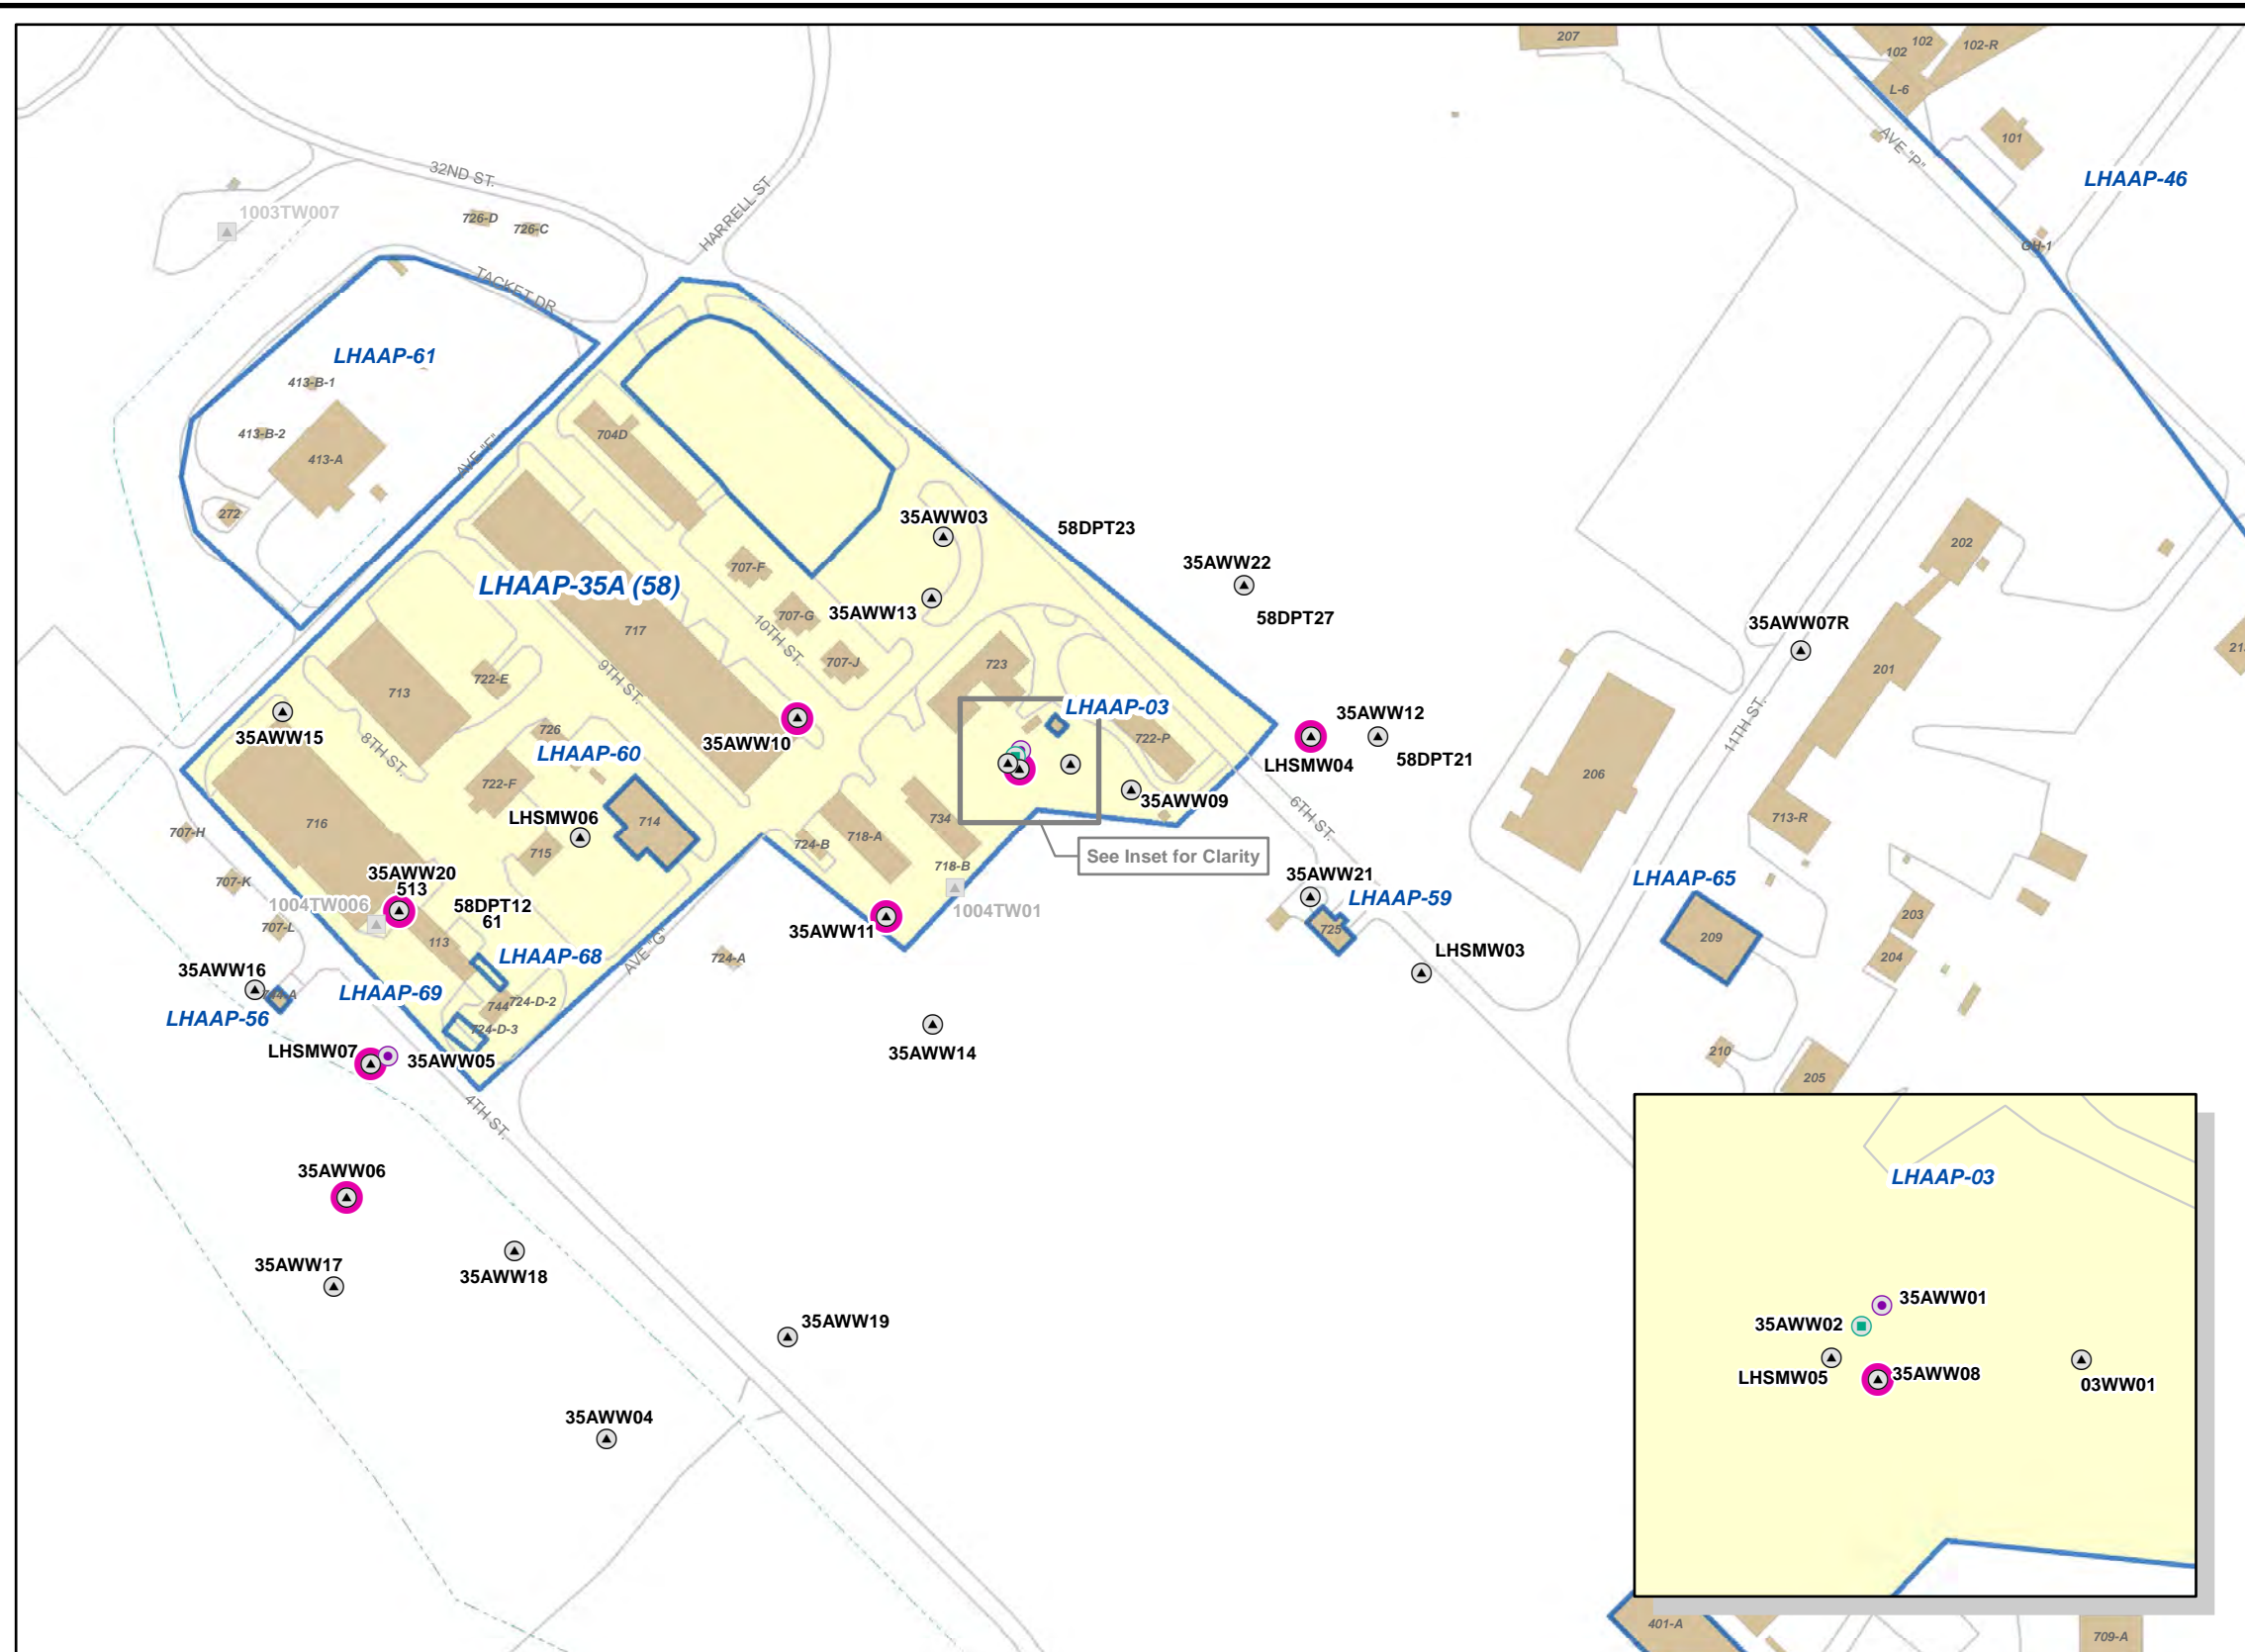 207
102
102
102-R
L-6
101
AVE "P"
LHAAP-46
32ND ST.
HARRELL ST
1003TW007
726-D
726-C
OH-1
TACKET DR
LHAAP-61
413-B-1
413-B-2
413-A
AVE "F"
704D
272
35AWW03
58DPT23
202
35AWW22
707-F
LHAAP-35A (58)
35AWW13
707-G
58DPT27
35AWW07R
717
10TH ST.
707-J
723
201
713
722-E
9TH ST.
LHAAP-03
35AWW12
35AWW15
726
35AWW10
722-P
11TH ST.
8TH ST.
LHAAP-60
LHSMW04
58DPT21
206
722-F
35AWW09
LHSMW06
714
734
6TH ST.
716
707-H
718-A
713-R
724-B
715
See Inset for Clarity
718-B
35AWW20
513
35AWW21
LHAAP-65
707-K
LHAAP-59
1004TW006
58DPT12
61
1004TW01
203
707-L
113
35AWW11
725
209
AVE "G"
LHSMW03
LHAAP-68
724-A
204
35AWW16
LHAAP-69
744
724-D-2
LHAAP-56
724-D-3
LHSMW07
35AWW05
35AWW14
210
205
4TH ST.
35AWW06
LHAAP-03
35AWW17
35AWW18
35AWW01
35AWW02
35AWW19
LHSMW05
35AWW08
03WW01
35AWW04
401-A
709-A